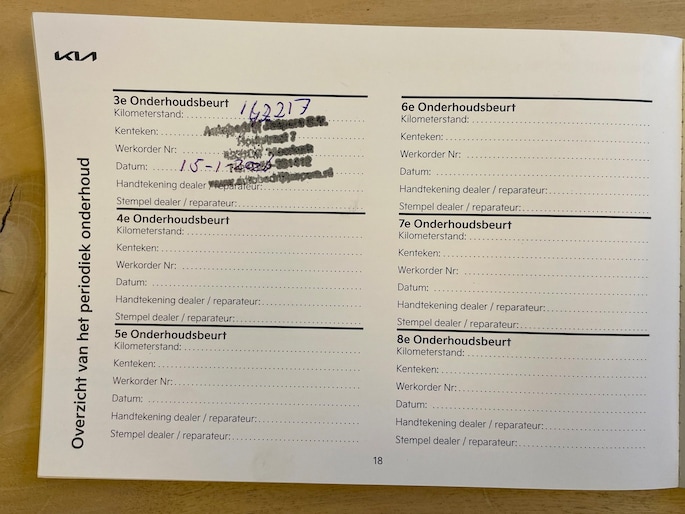 KIA
Overzicht van het periodiek onderhoud
3e Onderhoudsbeurt
Kilometerstand:
Kenteken:
Werkorder Nr:
Datum: 15-1-
Handtekening dealer / reparateur:
Stempel dealer / reparateur:
4e Onderhoudsbeurt
Kilometerstand:
Kenteken:
Werkorder Nr:
Datum:
Handtekening dealer / reparateur:
Stempel dealer / reparateur:
5e Onderhoudsbeurt
Kilometerstand:
Kenteken:
Werkorder Nr:
Datum:
Handtekening dealer / reparateur:
Stempel dealer / reparateur:
6e Onderhoudsbeurt
Kilometerstand:
Kenteken:
Werkorder Nr:
Datum:
Handtekening dealer / reparateur:
Stempel dealer / reparateur:
7e Onderhoudsbeurt
Kilometerstand:
Kenteken:
Werkorder Nr:
Datum:
Handtekening dealer / reparateur:
Stempel dealer / reparateur:
8e Onderhoudsbeurt
Kilometerstand:
Kenteken:
Werkorder Nr:
Datum:
Handtekening dealer / reparateur:
Stempel dealer / reparateur:
18